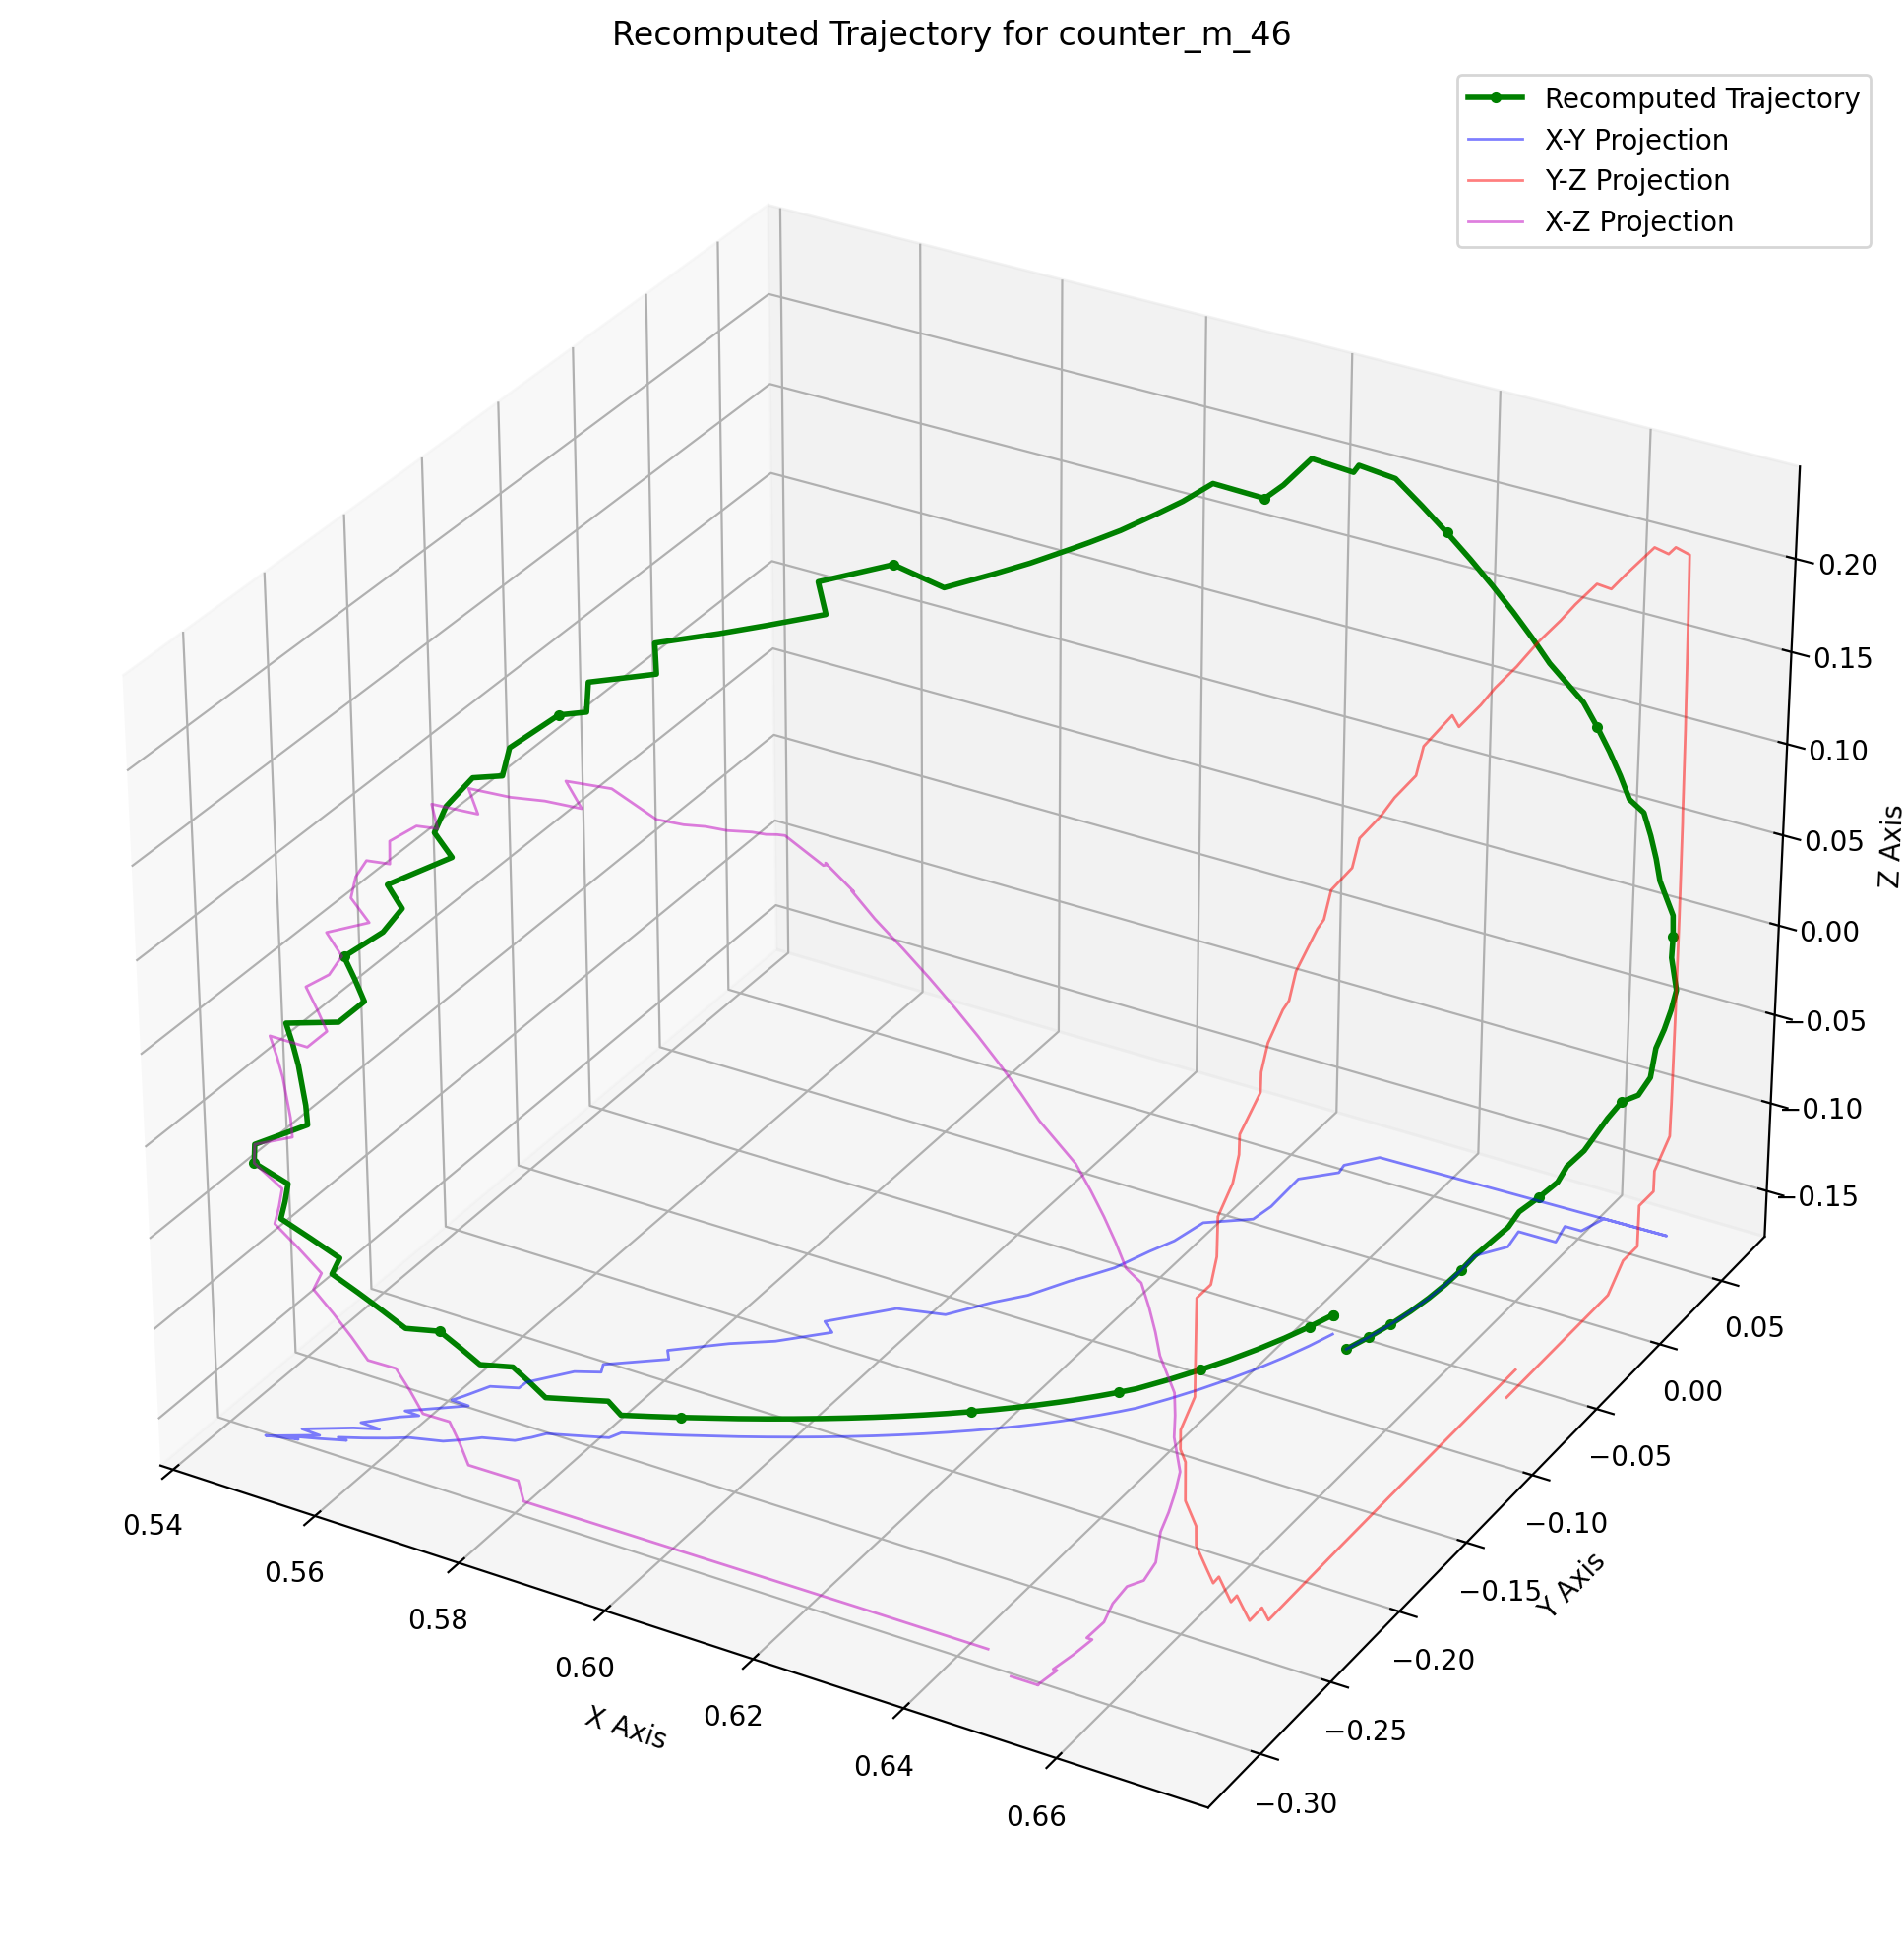 Recomputed Trajectory for counter_m_46
Recomputed Trajectory
X-Y Projection
Y-Z Projection
X-Z Projection
0.20
0.15
0.10
0.05
0.00
−0.05
−0.10
−0.15
Z Axis
0.05
0.00
−0.05
−0.10
−0.15
−0.20
−0.25
−0.30
Y Axis
0.54
0.56
0.58
0.60
0.62
0.64
0.66
X Axis